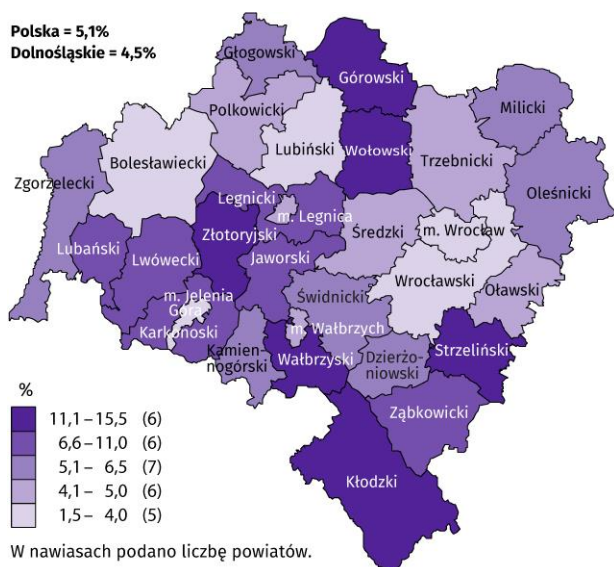 Polska = 5,1%
Dolnośląskie = 4,5%
Głogowski
Górowski
Milicki
Polkowicki
Lubiński
Wołowski
Trzebnicki
Bolesławiecki
Zgorzelecki
Oleśnicki
Legnicki
m. Legnica
m. Wrocław
Złotoryjski
Średzki
Lubański
Lwówecki
Jaworski
Wrocławski
m. Jelenia
Góra
Świdnicki
Oławski
Karkonoski
m. Wałbrzych
Kamien-
nogórski
Wałbrzyski
Dzierżo-
niowski
Strzeliński
Ząbkowicki
Kłodzki
%
11,1 – 15,5 (6)
6,6 – 11,0 (6)
5,1 – 6,5 (7)
4,1 – 5,0 (6)
1,5 – 4,0 (5)
W nawiasach podano liczbę powiatów.